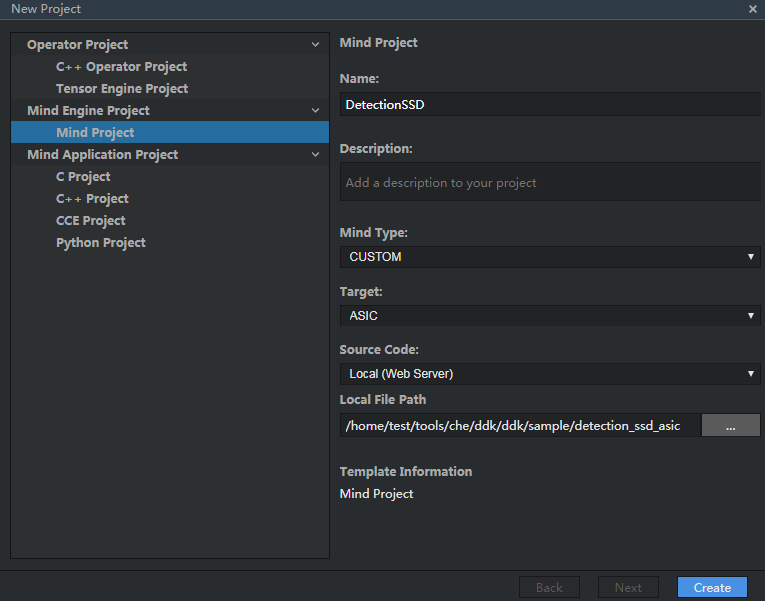 New Project
Operator Project
C++ Operator Project
Tensor Engine Project
Mind Engine Project
Mind Project
Mind Application Project
C Project
C++ Project
CCE Project
Python Project
Mind Project
Name:
DetectionSSD
Description:
Add a description to your project
Mind Type:
CUSTOM
Target:
ASIC
Source Code:
Local (Web Server)
Local File Path
/home/test/tools/che/ddk/ddk/sample/detection_ssd_asic
...
Template Information
Mind Project
Back
Next
Create